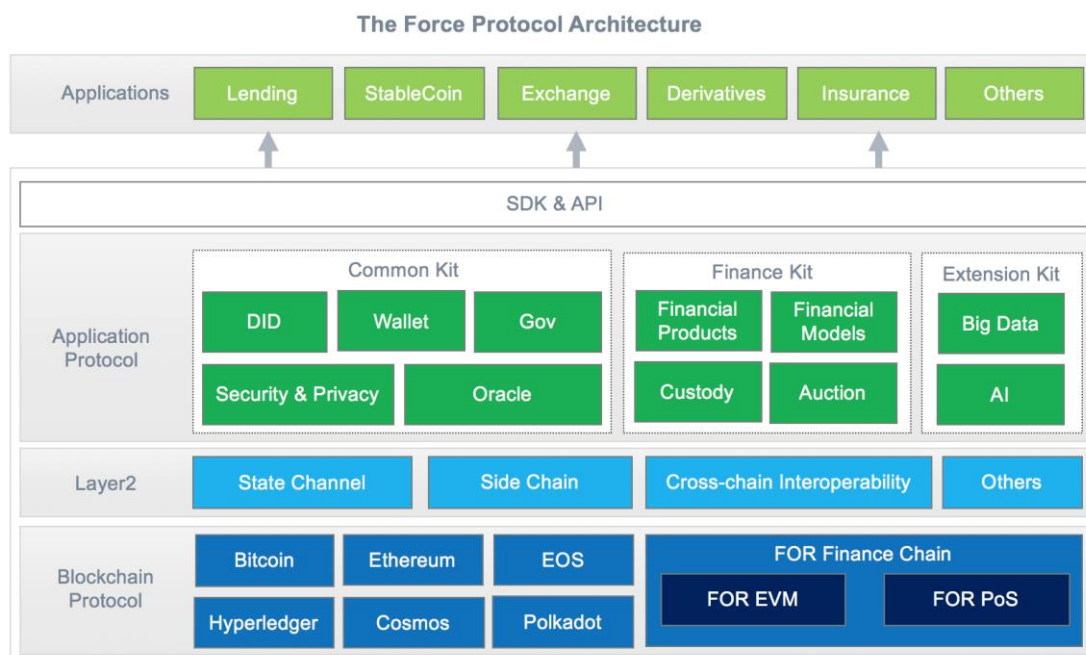 The Force Protocol Architecture
Applications
Lending
StableCoin
Exchange
Derivatives
Insurance
Others
SDK & API
Application
Protocol
Common Kit
DID
Wallet
Gov
Security & Privacy
Oracle
Finance Kit
Financial
Products
Financial
Models
Custody
Auction
Extension Kit
Big Data
AI
Layer2
State Channel
Side Chain
Cross-chain Interoperability
Others
Blockchain
Protocol
Bitcoin
Ethereum
EOS
Hyperledger
Cosmos
Polkadot
FOR Finance Chain
FOR EVM
FOR PoS